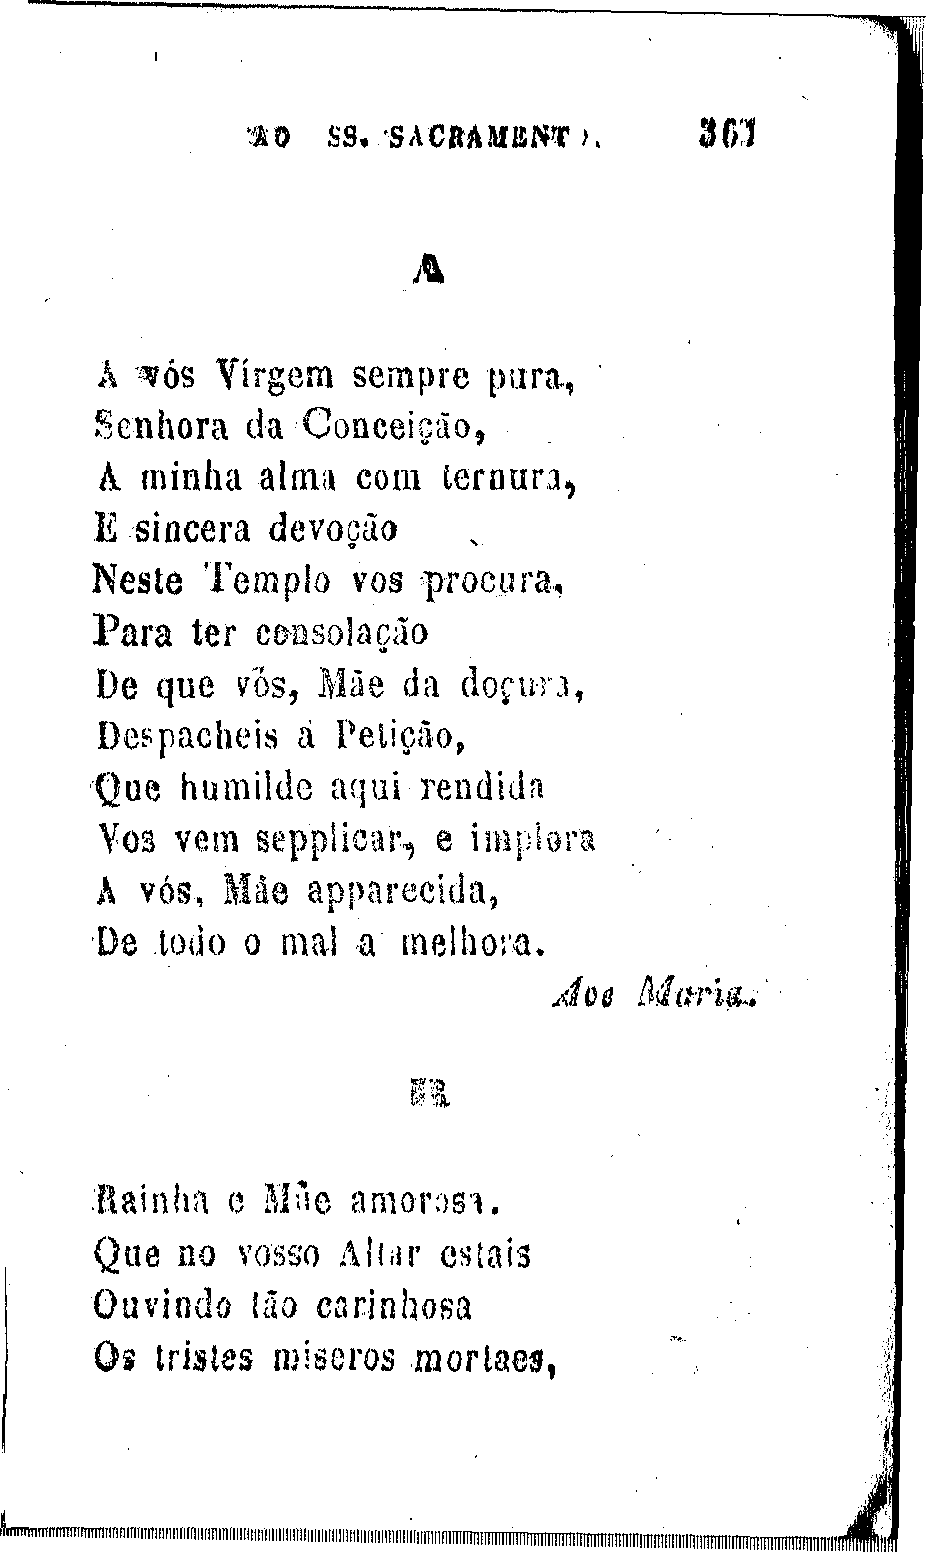 AO SS. SACRAMENTO. 367
A
A vós Virgem sempre pura,
Senhora da Conceição,
A minha alma com ternura,
E sincera devoção
Neste Templo vos procura,
Para ter consolação
De que vós, Mãe da doçura,
Despacheis a Petição,
Que humilde aqui rendida
Vos vem sepplicar, e implora
A vós, Mãe apparecida,
De todo o mal a melhora.
Ave Maria.
R
Rainha e Mãe amorosa.
Que no vosso Altar estais
Ouvindo tão carinhosa
Os tristes miseros mortaes,